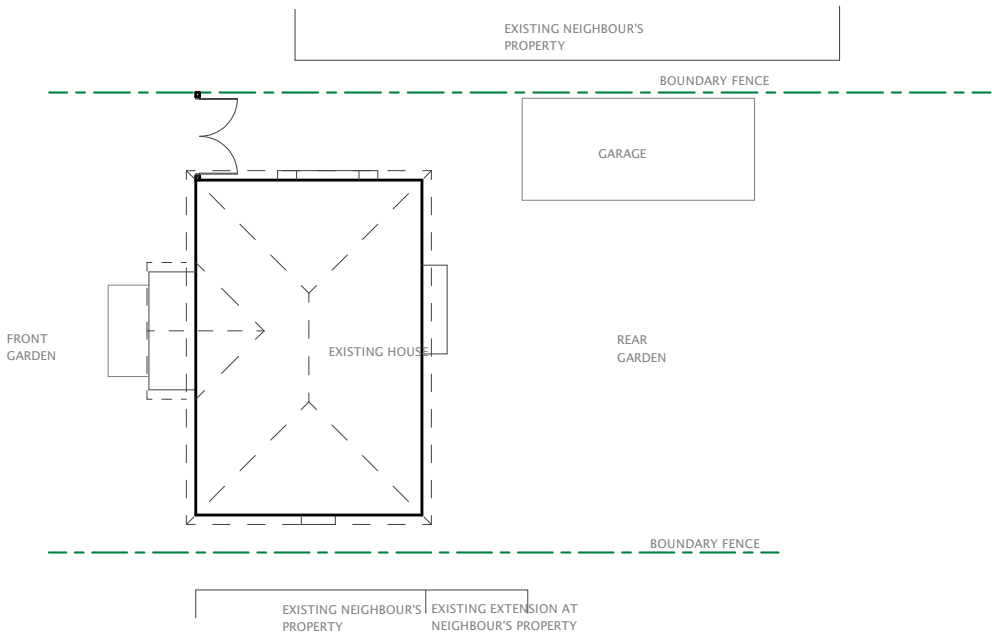 EXISTING NEIGHBOUR'S
PROPERTY
BOUNDARY FENCE
GARAGE
FRONT
GARDEN
EXISTING HOUSE
REAR
GARDEN
BOUNDARY FENCE
EXISTING NEIGHBOUR'S
PROPERTY
EXISTING EXTENSION AT
NEIGHBOUR'S PROPERTY